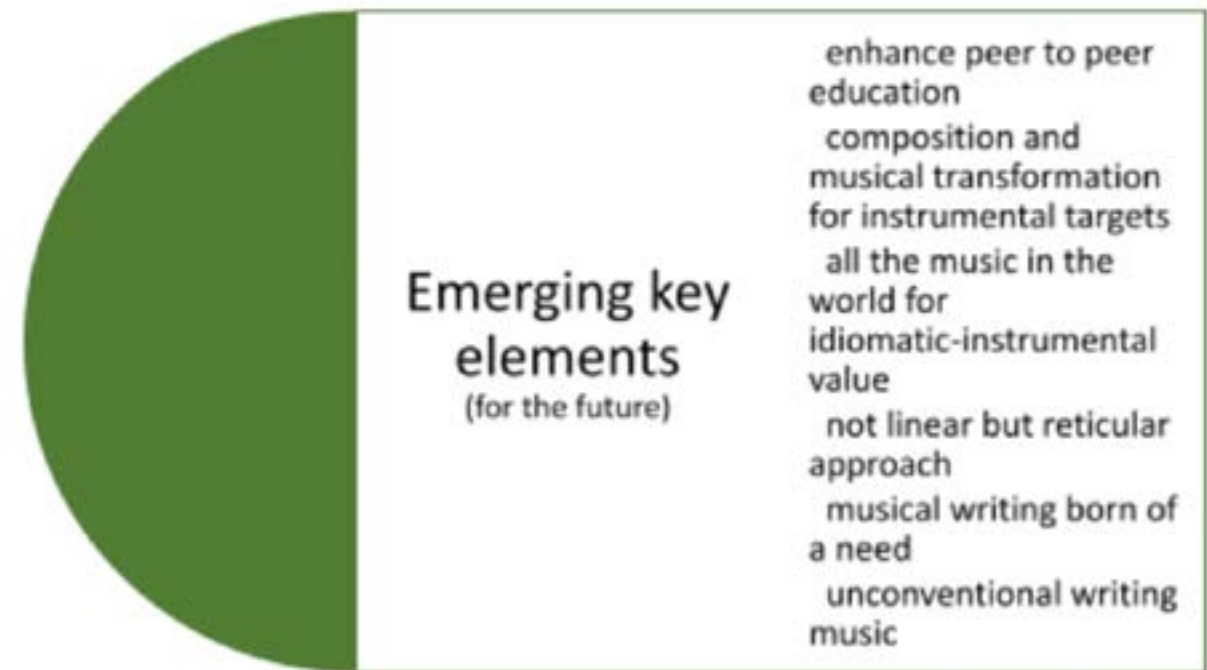 Emerging key
elements
(for the future)
enhance peer to peer
education
composition and
musical transformation
for instrumental targets
all the music in the
world for
idiomatic-instrumental
value
not linear but reticular
approach
musical writing born of
a need
unconventional writing
music